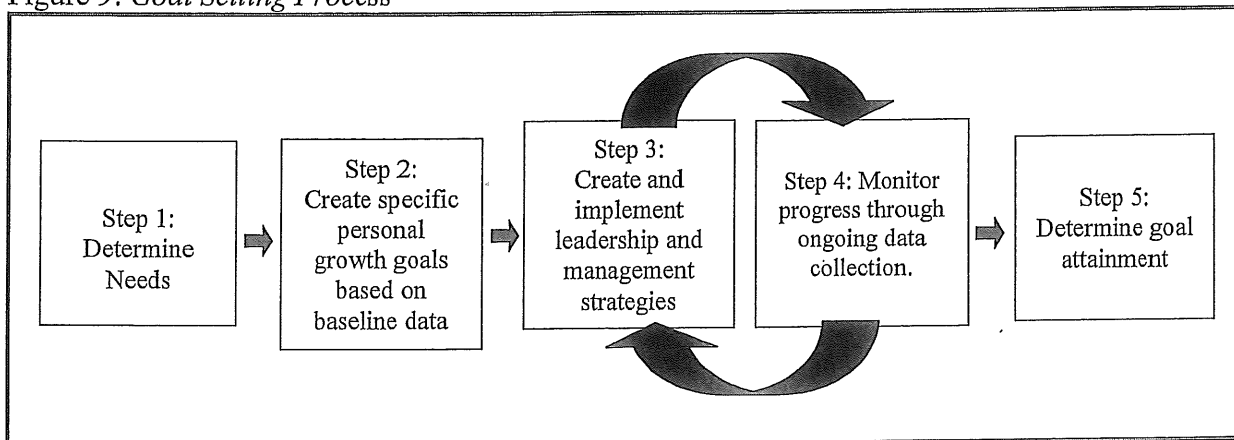 Figure 9: Goal Setting Process
Step 1:
Determine
Needs
Step 2:
Create specific
personal
growth goals
based on
baseline data
Step 3:
Create and
implement
leadership and
management
strategies
Step 4: Monitor
progress through
ongoing data
collection.
Step 5:
Determine goal
attainment